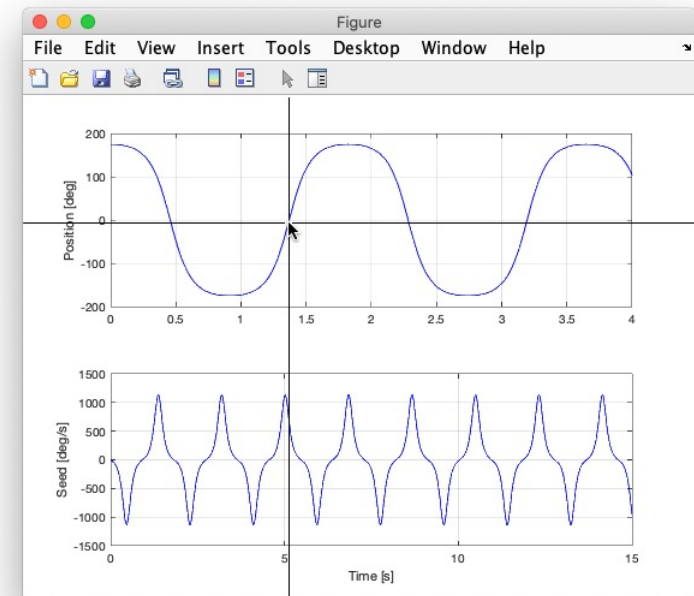 Figure
File Edit View Insert Tools Desktop Window Help
Position [deg]
200
100
0
-100
-200
0 0.5 1 1.5 2 2.5 3 3.5 4
Seed [deg/s]
1500
1000
500
0
-500
-1000
-1500
0 5 10 15
Time [s]